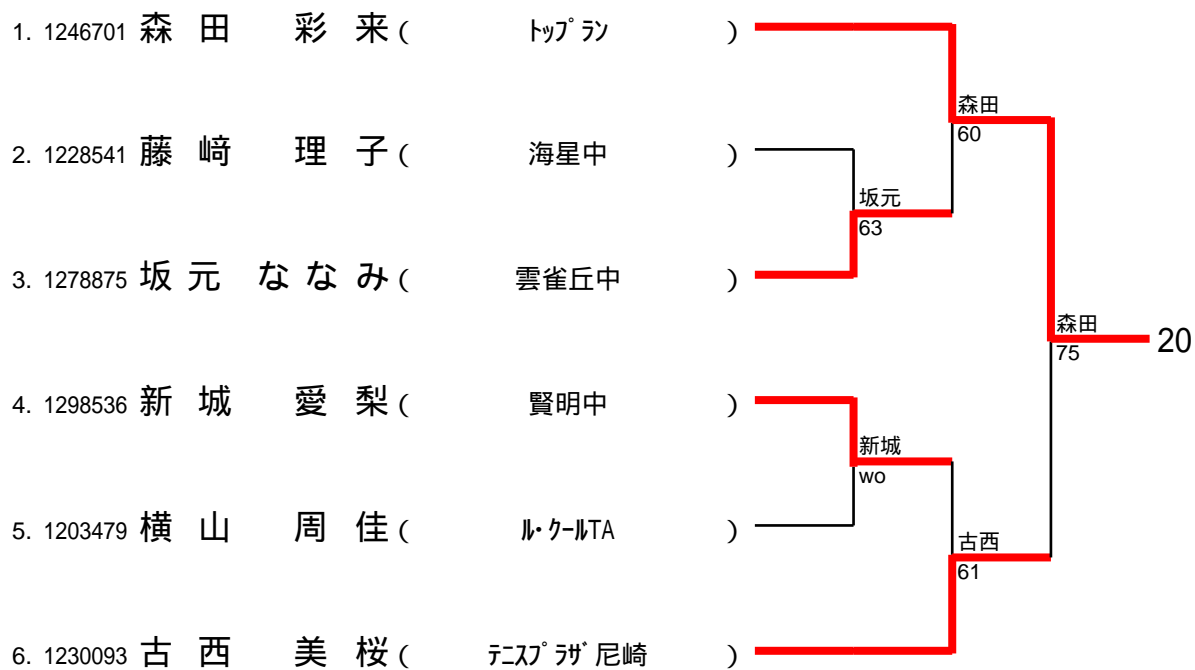 1. 1246701 森 田 彩 来 ( トップラン )
森田
60
2. 1228541 藤 﨑 理 子 ( 海星中 )
坂元
63
3. 1278875 坂 元 な な み ( 雲雀丘中 )
森田
75
20
4. 1298536 新 城 愛 梨 ( 賢明中 )
新城
wo
5. 1203479 横 山 周 佳 ( ル・クールTA )
古西
61
6. 1230093 古 西 美 桜 ( テニスプラザ尼崎 )